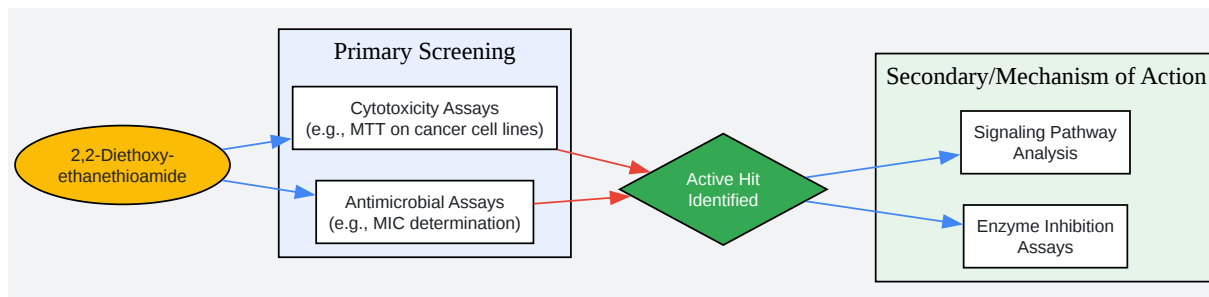 2,2-Diethoxy-
ethanethioamide
Primary Screening
Cytotoxicity Assays
(e.g., MTT on cancer cell lines)
Antimicrobial Assays
(e.g., MIC determination)
Active Hit
Identified
Secondary/Mechanism of Action
Signaling Pathway
Analysis
Enzyme Inhibition
Assays